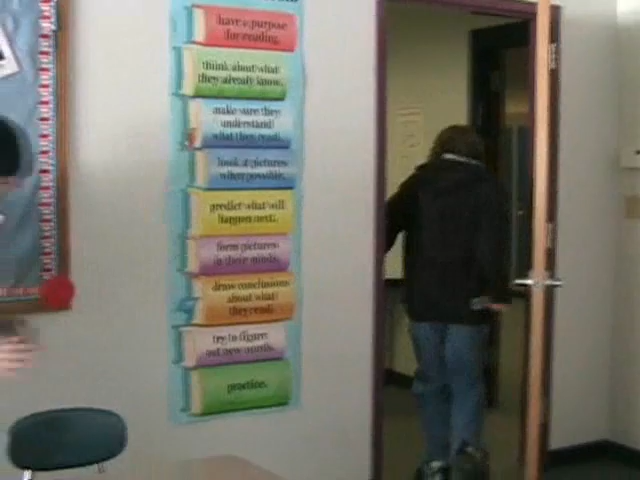 have a purpose
for reading.
think about what
they already know.
make sure they
understand
what they read.
look at pictures
when possible.
predict what will
happen next.
form pictures
in their minds.
draw conclusions
about what
they read.
try to figure
out new words.
practice.